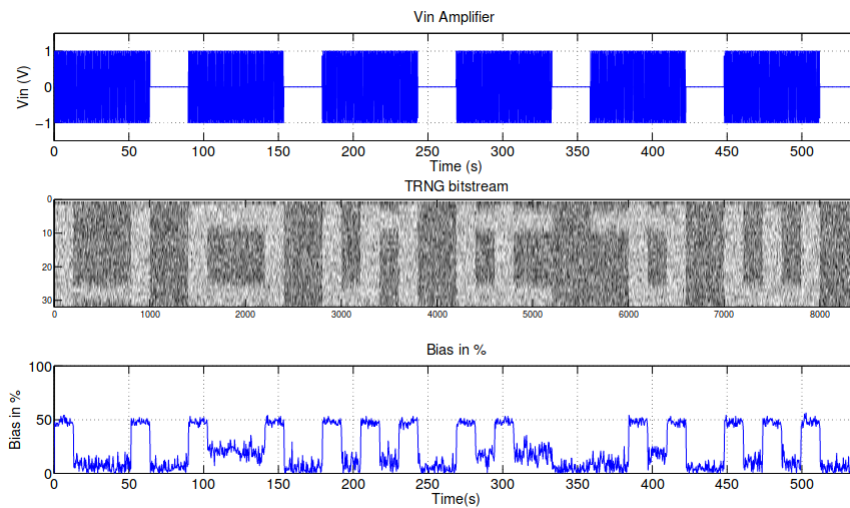 Vin Amplifier
1
0
−1
Vin (V)
0 50 100 150 200 250 300 350 400 450 500
Time (s)
TRNG bitstream
0
10
20
30
0 1000 2000 3000 4000 5000 6000 7000 8000
Bias in %
100
50
0
Bias in %
0 50 100 150 200 250 300 350 400 450 500
Time(s)